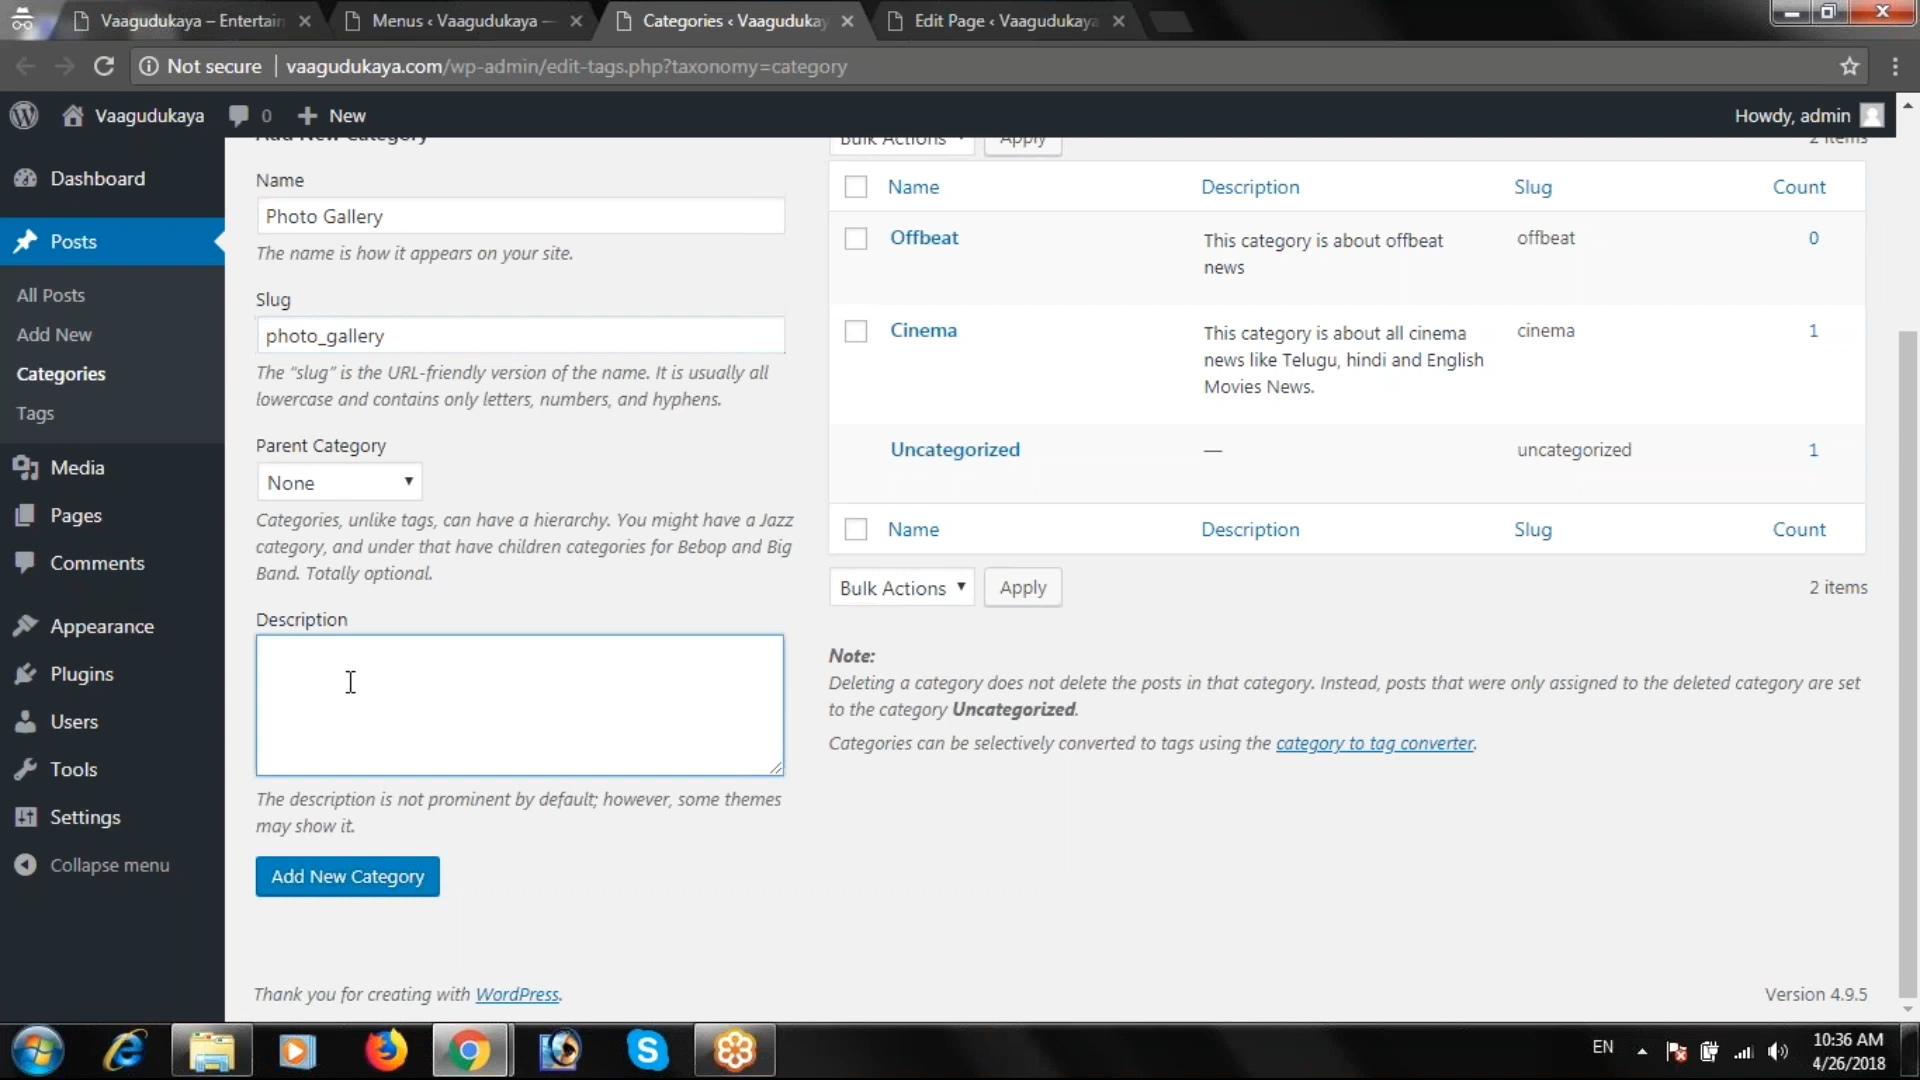 Vaagudukaya – Entertain
Menus ‹ Vaagudukaya —
Categories ‹ Vaagudukay
Edit Page ‹ Vaagudukaya
Not secure
vaagudukaya.com/wp-admin/edit-tags.php?taxonomy=category
Vaagudukaya
0
New
Howdy, admin
Dashboard
Posts
All Posts
Add New
Categories
Tags
Media
Pages
Comments
Appearance
Plugins
Users
Tools
Settings
Collapse menu
Add New Category
Name
Photo Gallery
The name is how it appears on your site.
Slug
photo_gallery
The “slug” is the URL-friendly version of the name. It is usually all
lowercase and contains only letters, numbers, and hyphens.
Parent Category
None
Categories, unlike tags, can have a hierarchy. You might have a Jazz
category, and under that have children categories for Bebop and Big
Band. Totally optional.
Description
The description is not prominent by default; however, some themes
may show it.
Add New Category
Bulk Actions
Apply
2 items
Name Description Slug Count
Offbeat This category is about offbeat offbeat 0
news
Cinema This category is about all cinema cinema 1
news like Telugu, hindi and English
Movies News.
Uncategorized — uncategorized 1
Name Description Slug Count
Bulk Actions
Apply
2 items
Note:
Deleting a category does not delete the posts in that category. Instead, posts that were only assigned to the deleted category are set
to the category Uncategorized.
Categories can be selectively converted to tags using the category to tag converter.
Thank you for creating with WordPress.
Version 4.9.5
EN
10:36 AM
4/26/2018